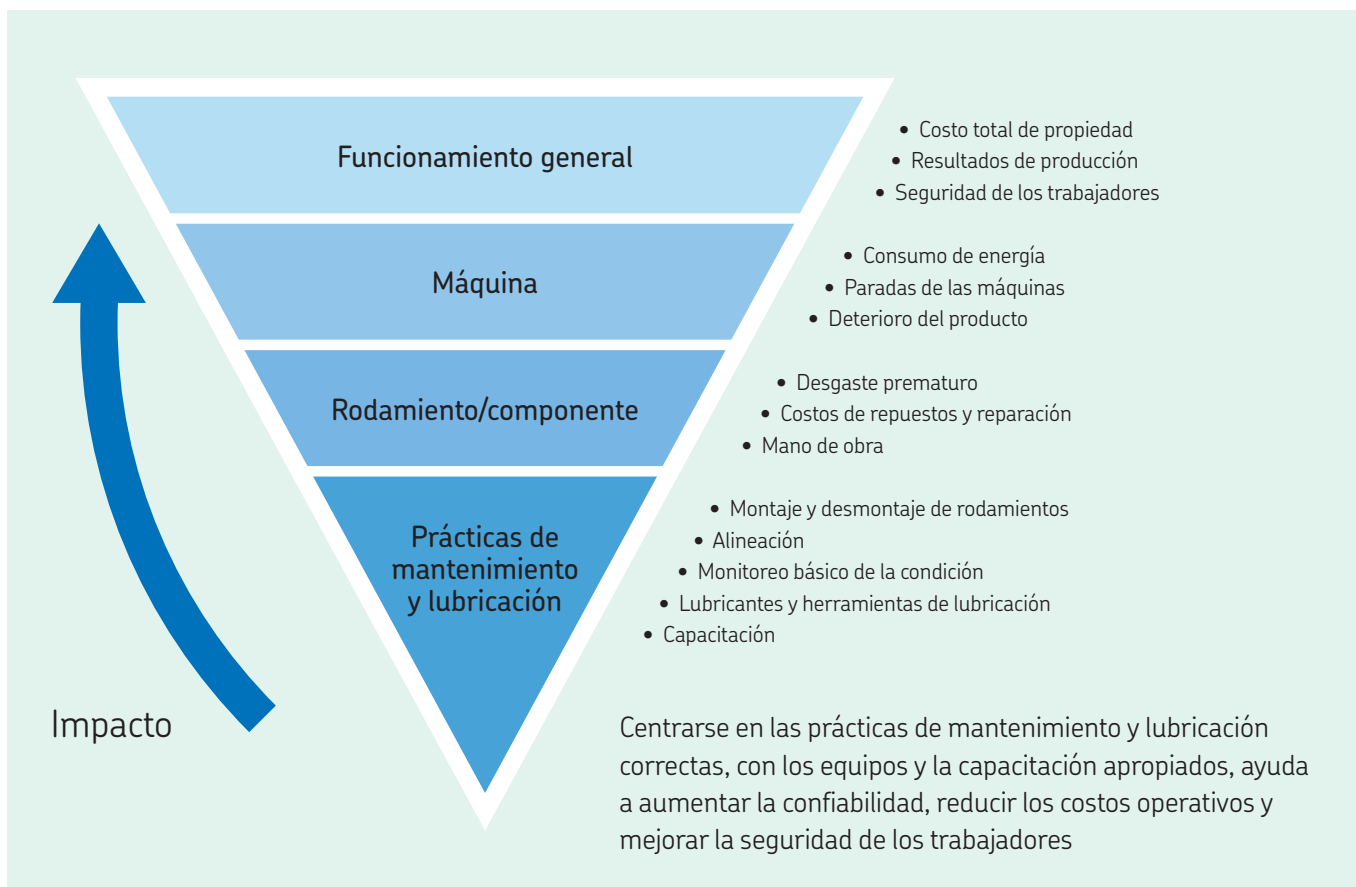 Funcionamiento general
• Costo total de propiedad
• Resultados de producción
• Seguridad de los trabajadores
Máquina
• Consumo de energía
• Paradas de las máquinas
• Deterioro del producto
Rodamiento/componente
• Desgaste prematuro
• Costos de repuestos y reparación
• Mano de obra
Prácticas de
mantenimiento
y lubricación
• Montaje y desmontaje de rodamientos
• Alineación
• Monitoreo básico de la condición
• Lubricantes y herramientas de lubricación
• Capacitación
Impacto
Centrarse en las prácticas de mantenimiento y lubricación
correctas, con los equipos y la capacitación apropiados, ayuda
a aumentar la confiabilidad, reducir los costos operativos y
mejorar la seguridad de los trabajadores